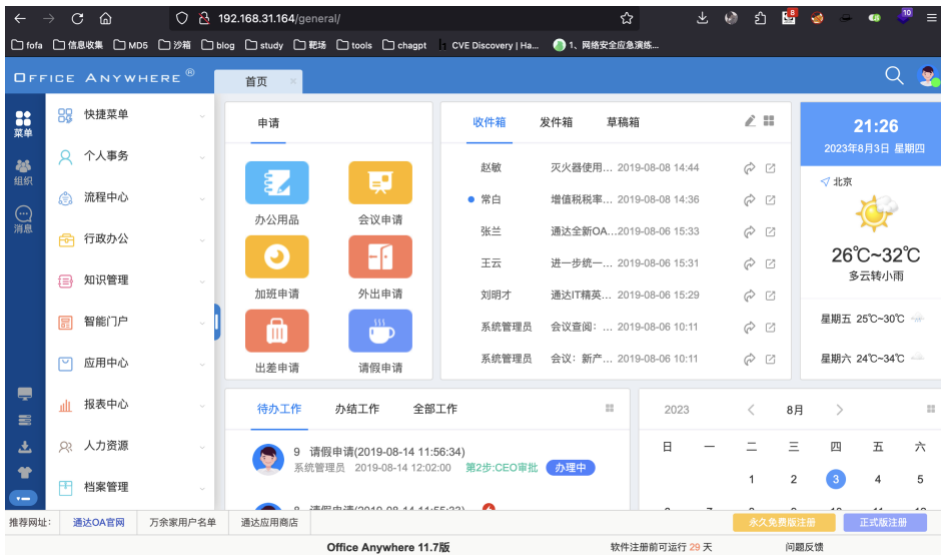 192.168.31.164/general/
10
fofa 信息收集 MD5 沙箱 blog study 靶场 tools chagpt CVE Discovery | Ha... 1、网络安全应急演练...
OFFICE ANYWHERE®
首页 ×
菜单
组织
消息
快捷菜单
个人事务
流程中心
行政办公
知识管理
智能门户
应用中心
报表中心
人力资源
档案管理
申请
办公用品 会议申请
加班申请 外出申请
出差申请 请假申请
收件箱 发件箱 草稿箱
赵敏 灭火器使用... 2019-08-08 14:44
常白 增值税税率... 2019-08-08 14:36
张兰 通达全新OA...2019-08-06 15:33
王云 进一步统一... 2019-08-06 15:31
刘明才 通达IT精英... 2019-08-06 15:29
系统管理员 会议查阅：... 2019-08-06 10:11
系统管理员 会议：新产... 2019-08-06 10:11
21:26
2023年8月3日 星期四
北京
26℃~32℃
多云转小雨
星期五 25℃~30℃
星期六 24℃~34℃
待办工作 办结工作 全部工作
9 请假申请(2019-08-14 11:56:34)
系统管理员 2019-08-14 12:02:00 第2步:CEO审批 办理中
8 请假申请(2019-08-14 11:55:33)
2023 < 8月 >
日 一 二 三 四 五 六
1 2 3 4 5
推荐网址： 通达OA官网 万余家用户名单 通达应用商店
永久免费版注册 正式版注册
Office Anywhere 11.7版
软件注册前可运行 29 天 问题反馈